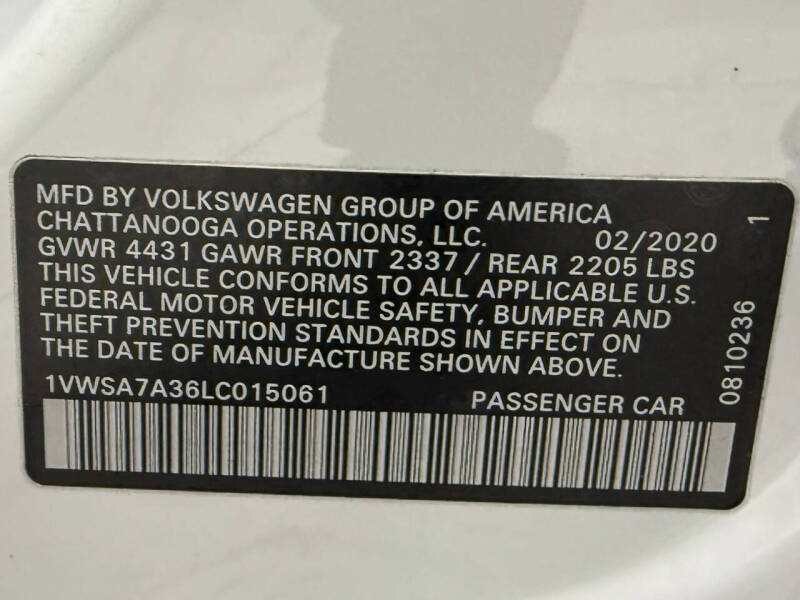 MFD BY VOLKSWAGEN GROUP OF AMERICA
CHATTANOOGA OPERATIONS, LLC. 02/2020
GVWR 4431 GAWR FRONT 2337 / REAR 2205 LBS
THIS VEHICLE CONFORMS TO ALL APPLICABLE U.S.
FEDERAL MOTOR VEHICLE SAFETY, BUMPER AND
THEFT PREVENTION STANDARDS IN EFFECT ON
THE DATE OF MANUFACTURE SHOWN ABOVE.
1VWSA7A36LC015061 PASSENGER CAR
0810236 1